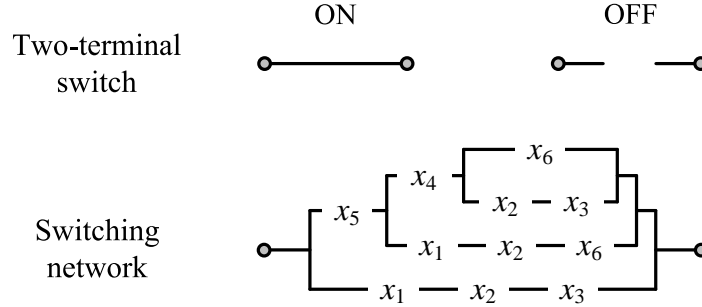 ON OFF
Two-terminal
switch
x₆
x₄
x₂ x₃
x₅
Switching
network
x₁ x₂ x₆
x₁ x₂ x₃